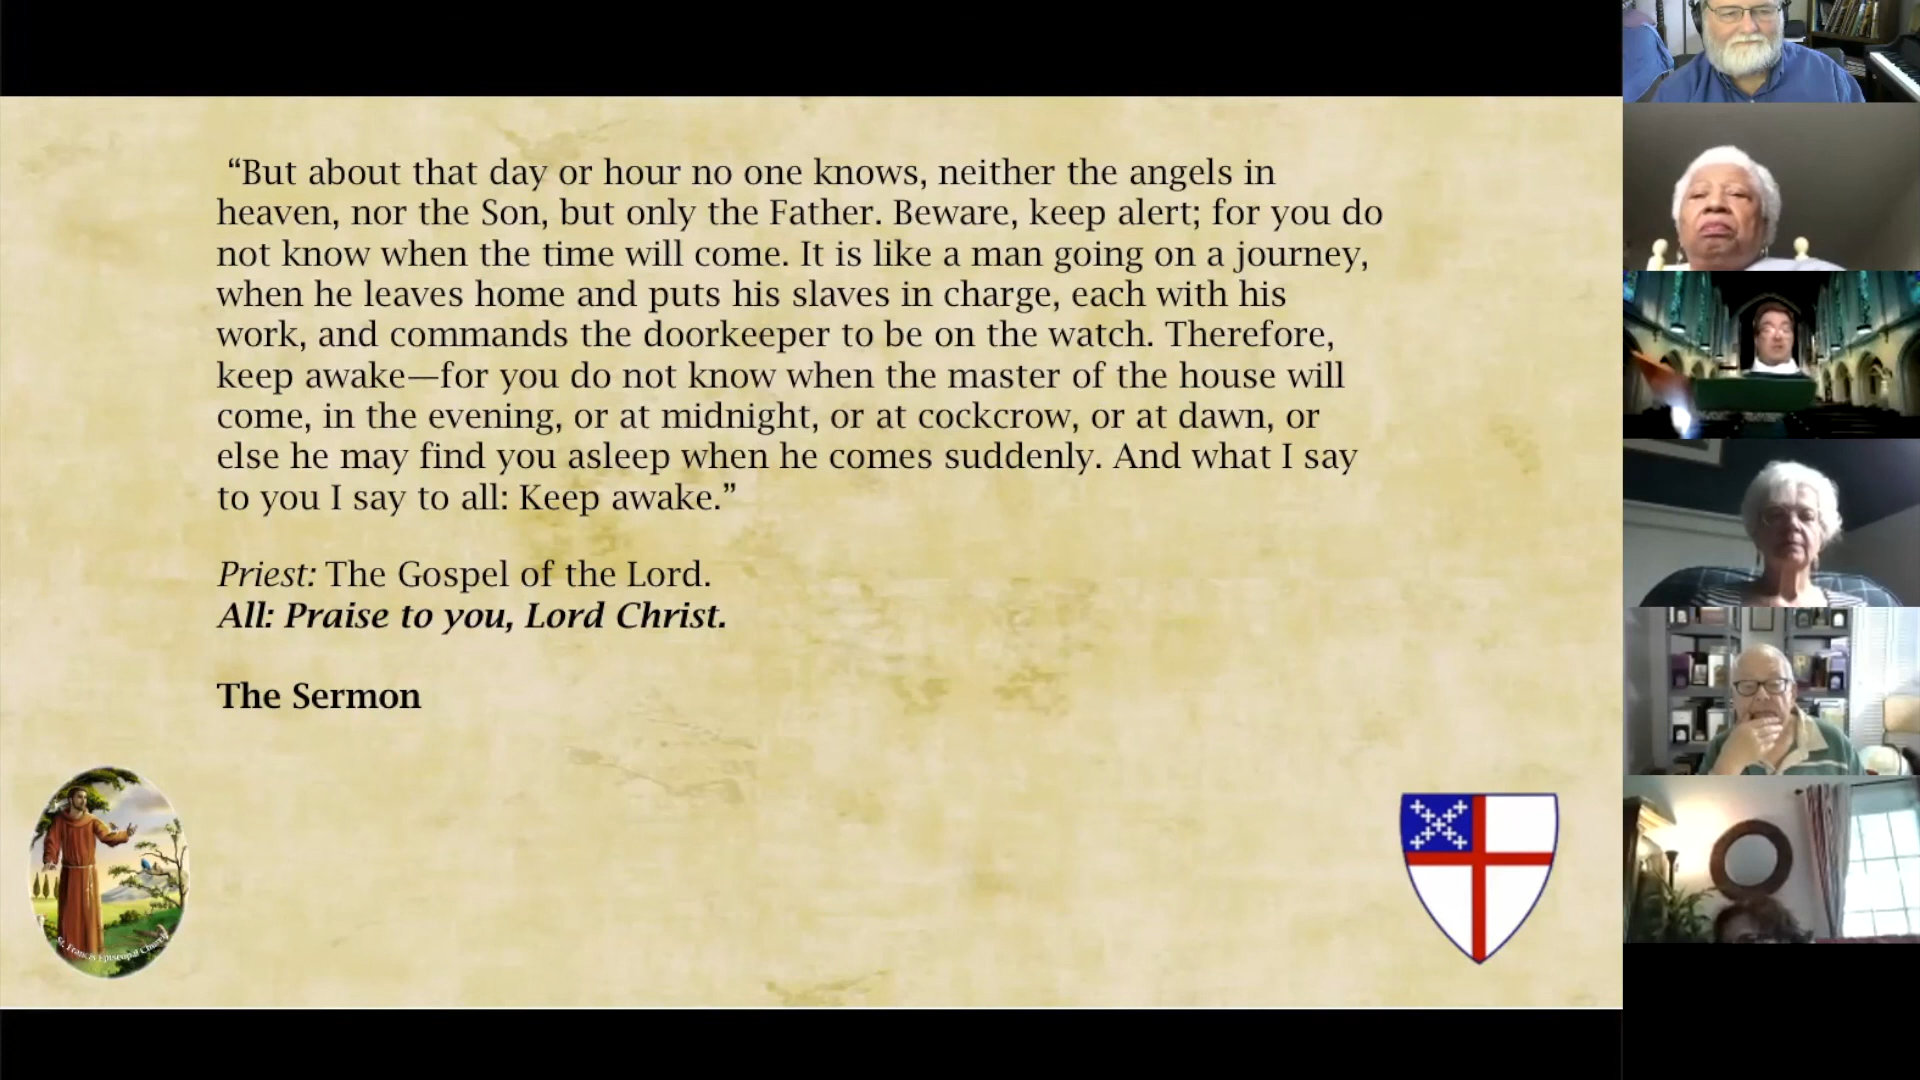 “But about that day or hour no one knows, neither the angels in
heaven, nor the Son, but only the Father. Beware, keep alert; for you do
not know when the time will come. It is like a man going on a journey,
when he leaves home and puts his slaves in charge, each with his
work, and commands the doorkeeper to be on the watch. Therefore,
keep awake—for you do not know when the master of the house will
come, in the evening, or at midnight, or at cockcrow, or at dawn, or
else he may find you asleep when he comes suddenly. And what I say
to you I say to all: Keep awake.”
Priest: The Gospel of the Lord.
All: Praise to you, Lord Christ.
The Sermon
St. Francis Episcopal Church